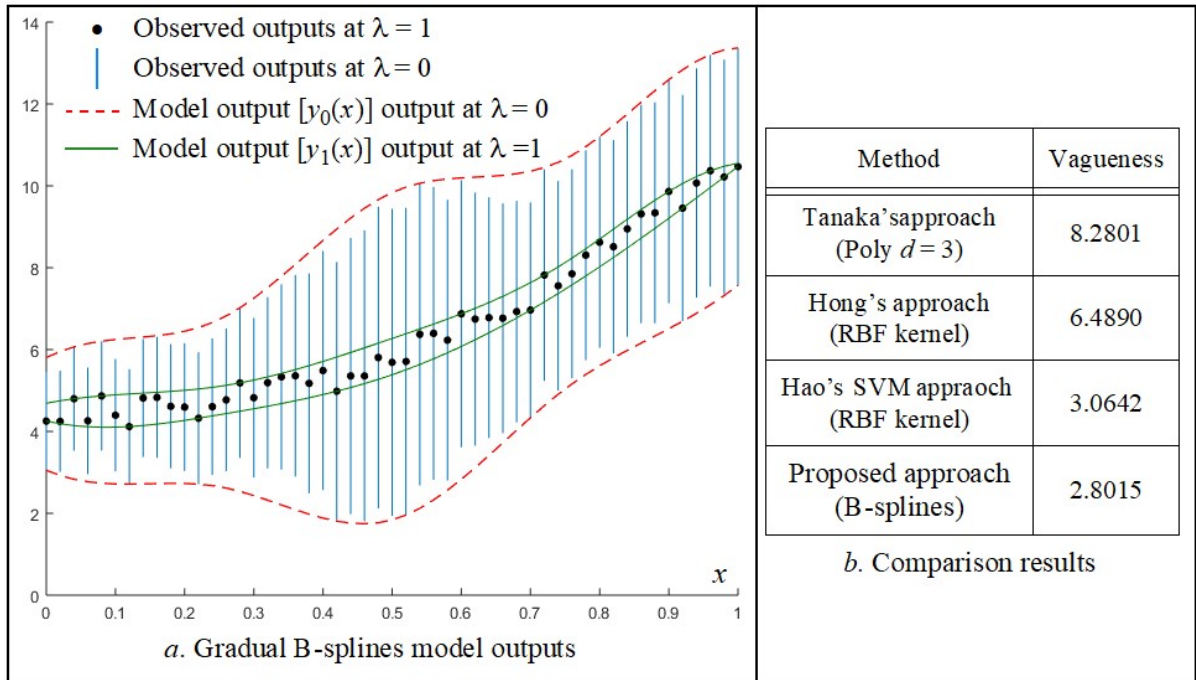 14
12
10
8
6
4
2
0
Observed outputs at λ = 1
Observed outputs at λ = 0
Model output [y₀(x)] output at λ = 0
Model output [y₁(x)] output at λ =1
x
0 0.1 0.2 0.3 0.4 0.5 0.6 0.7 0.8 0.9 1
a. Gradual B-splines model outputs
Method Vagueness
Tanaka'sapproach
(Poly d = 3) 8.2801
Hong's approach
(RBF kernel) 6.4890
Hao's SVM appraoch
(RBF kernel) 3.0642
Proposed approach
(B-splines) 2.8015
b. Comparison results